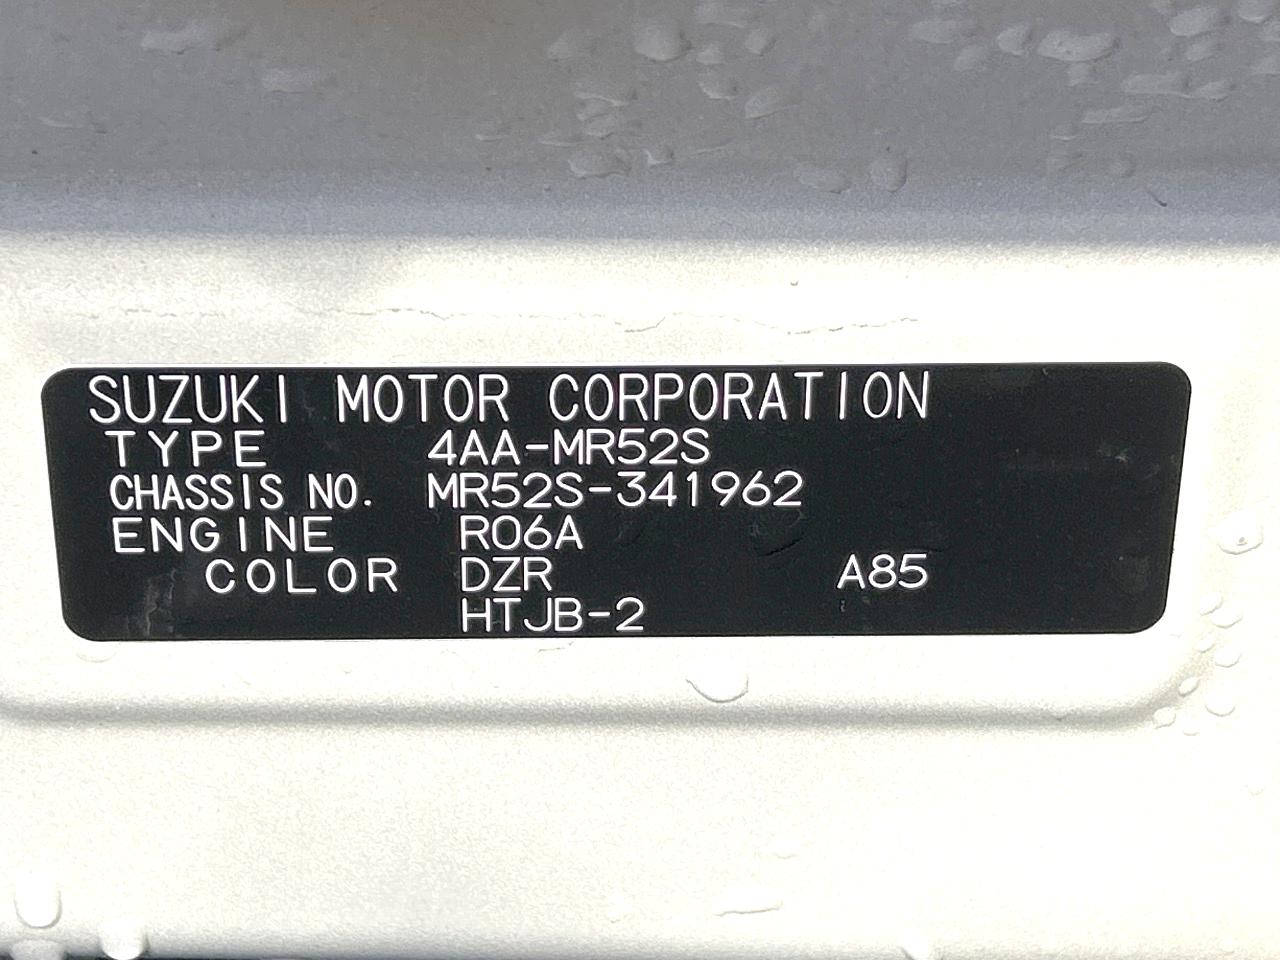 SUZUKI MOTOR CORPORATION
TYPE 4AA-MR52S
CHASSIS NO. MR52S-341962
ENGINE R06A
COLOR DZR A85
HTJB-2